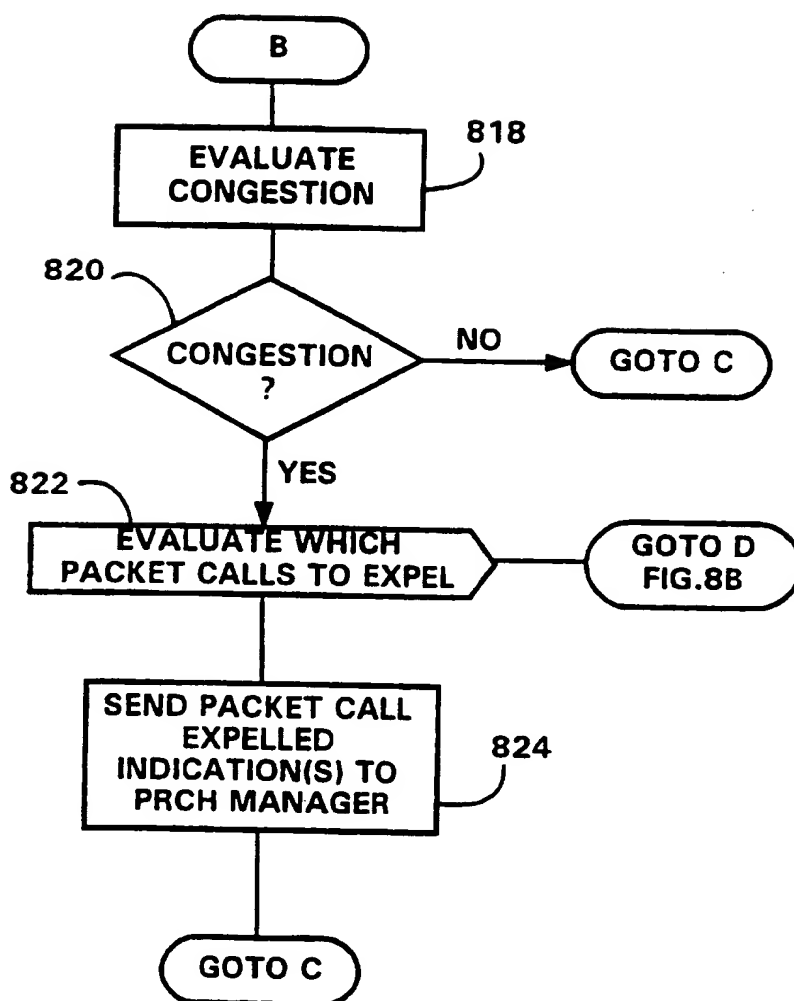 B
818
EVALUATE
CONGESTION
820
CONGESTION
?
NO
GOTO C
YES
822
EVALUATE WHICH
PACKET CALLS TO EXPEL
GOTO D
FIG.8B
SEND PACKET CALL
EXPELLED
INDICATION(S) TO
PRCH MANAGER
824
GOTO C